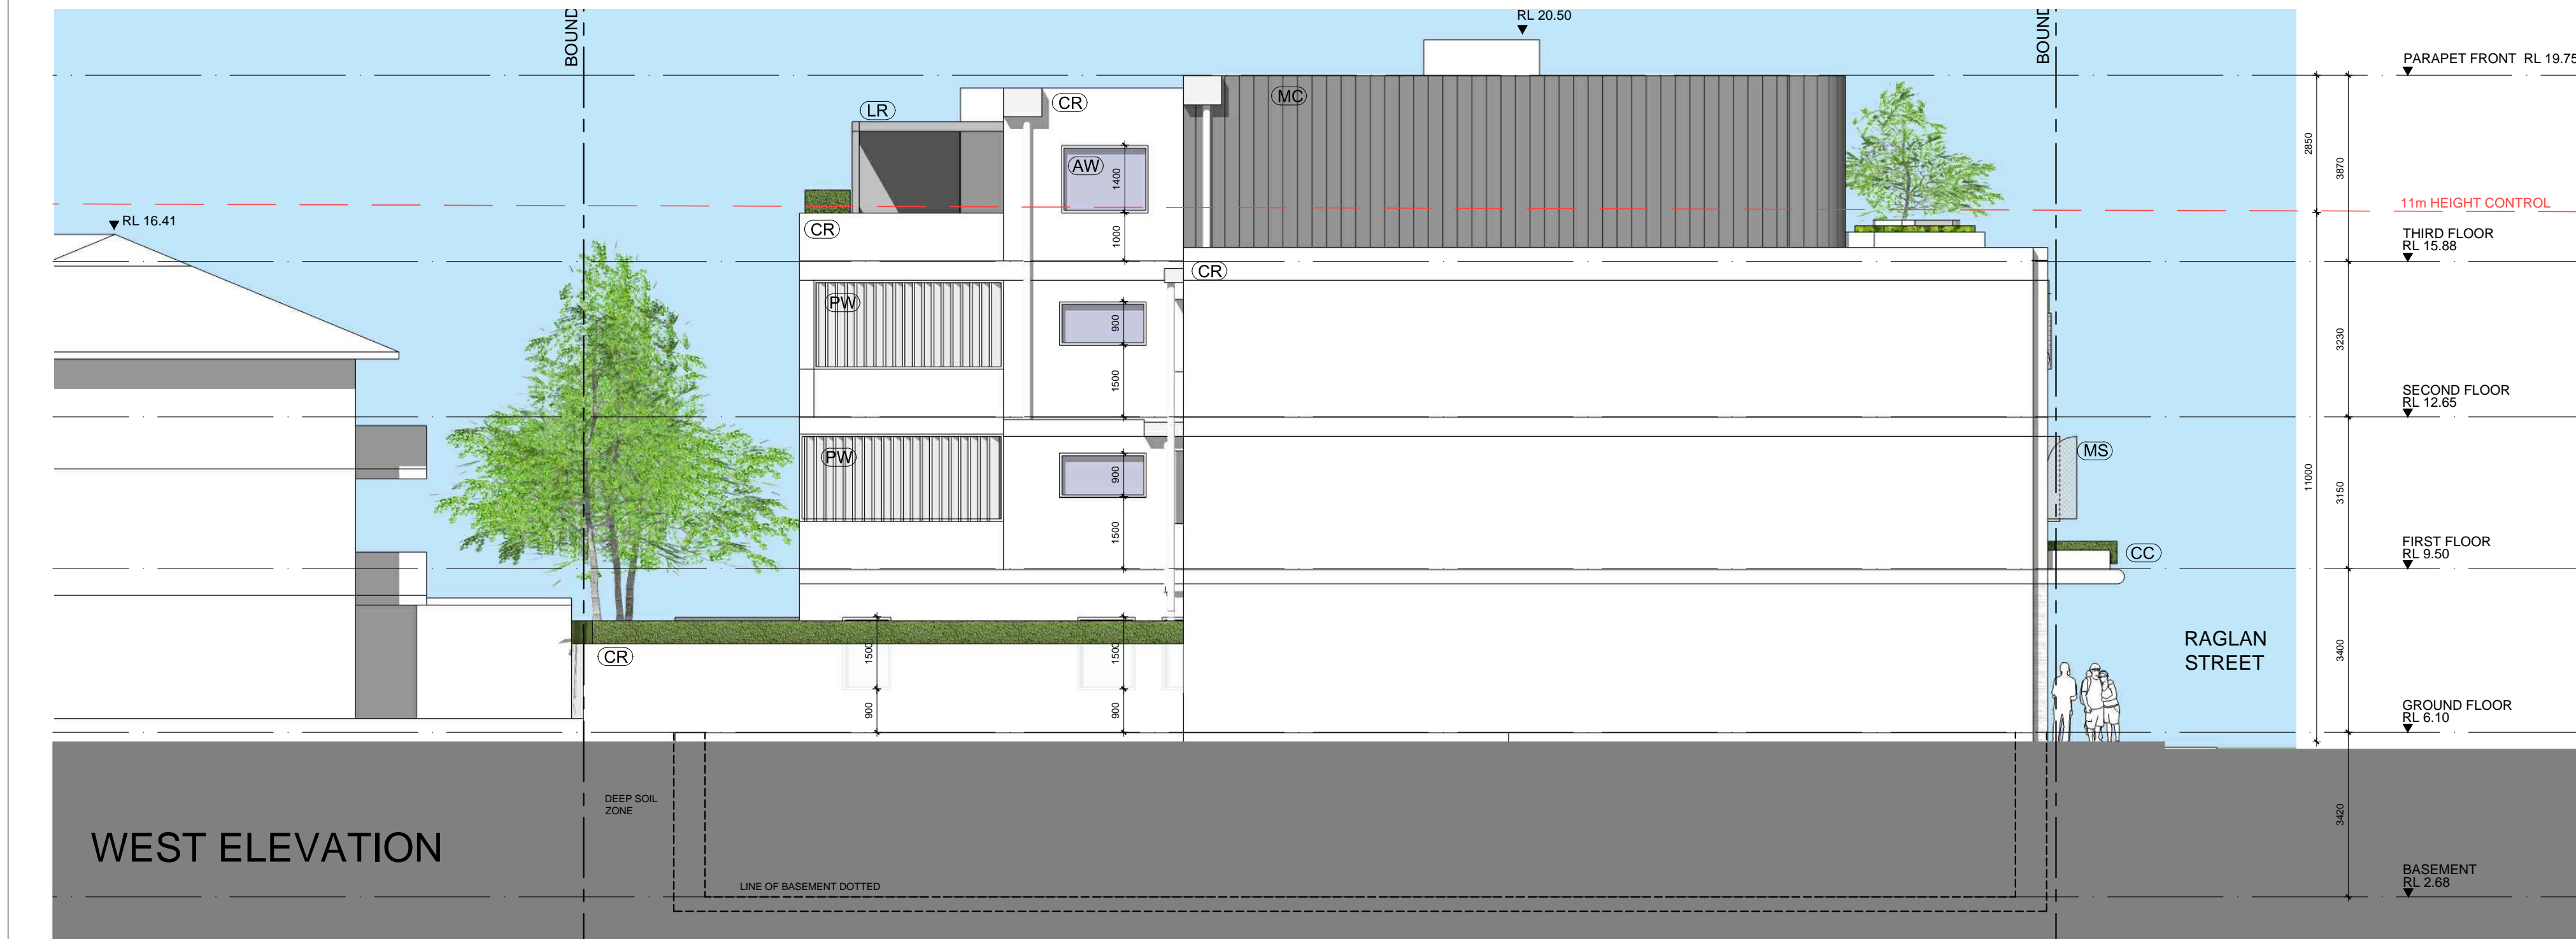 BOUND
RL 20.50
BOUND
PARAPET FRONT RL 19.75
LR
CR
MC
AW
1400
2850
3870
RL 16.41
11m HEIGHT CONTROL
CR
1000
THIRD FLOOR
RL 15.88
CR
PW
900
3230
1500
SECOND FLOOR
RL 12.65
PW
MS
900
11000
3150
1500
FIRST FLOOR
RL 9.50
CC
RAGLAN
STREET
CR
1500
1500
3400
900
900
GROUND FLOOR
RL 6.10
DEEP SOIL
ZONE
3420
WEST ELEVATION
LINE OF BASEMENT DOTTED
BASEMENT
RL 2.68